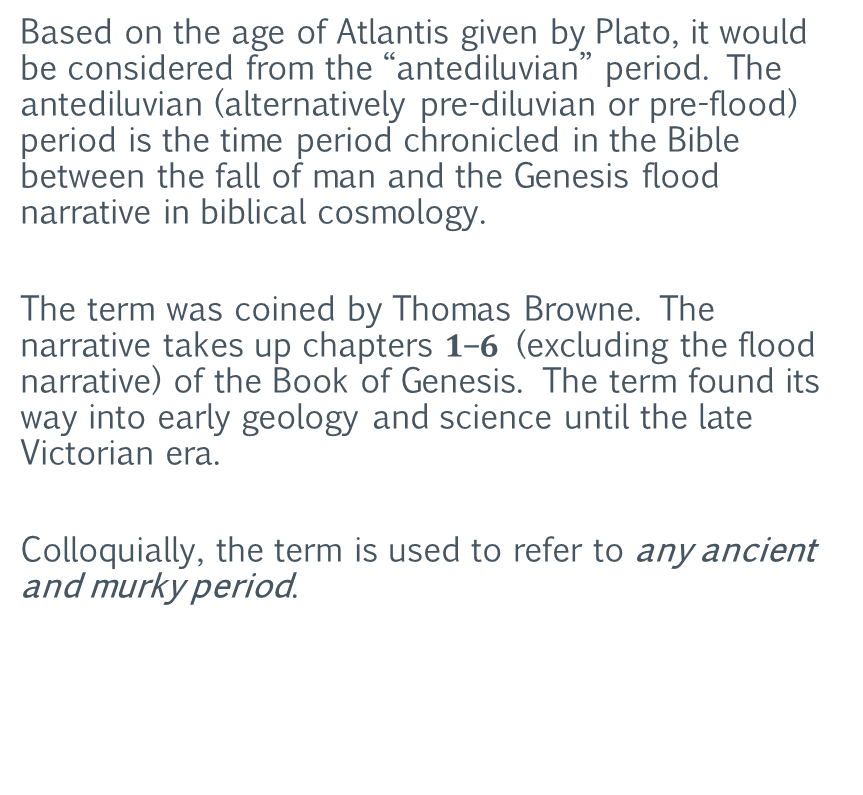 Based on the age of Atlantis given by Plato, it would
be considered from the “antediluvian” period.  The
antediluvian (alternatively pre-diluvian or pre-flood)
period is the time period chronicled in the Bible
between the fall of man and the Genesis flood
narrative in biblical cosmology.
The term was coined by Thomas Browne.  The
narrative takes up chapters 1–6  (excluding the flood
narrative) of the Book of Genesis.  The term found its
way into early geology and science until the late
Victorian era.
Colloquially, the term is used to refer to any ancient
and murky period.